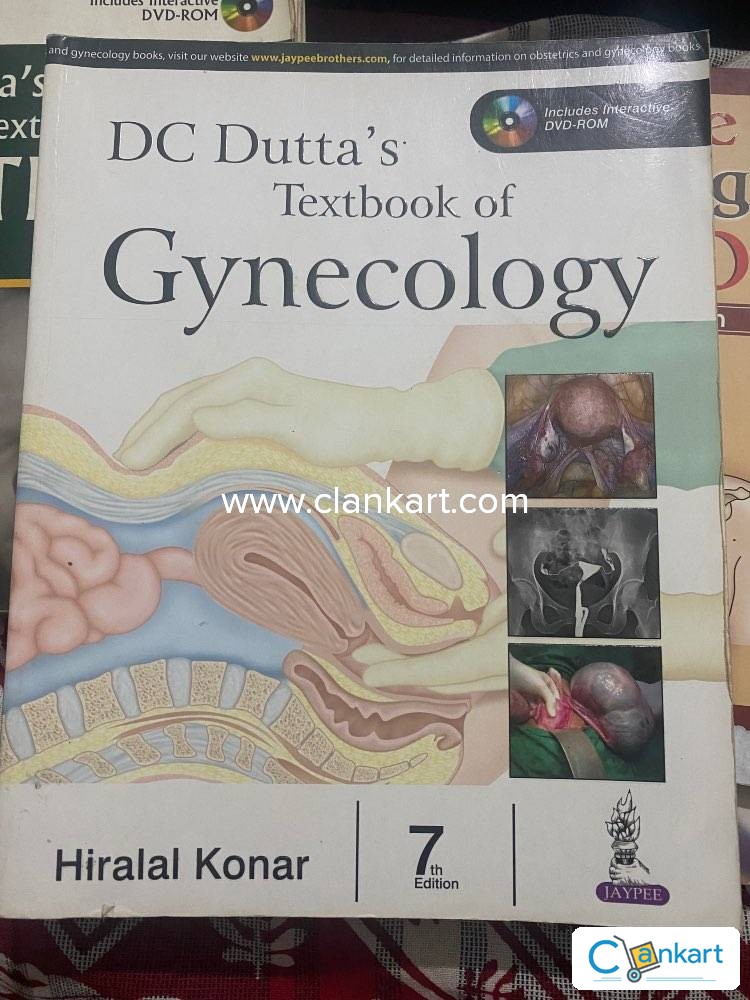 includes Interactive
DVD-ROM
and gynecology books, visit our website www.jaypeebrothers.com, for detailed information on obstetrics and gynecology books
a's
ext
Includes Interactive
DVD-ROM
DC Dutta's
Textbook of
Gynecology
www.clankart.com
Hiralal Konar
7th
Edition
JAYPEE
Clankart